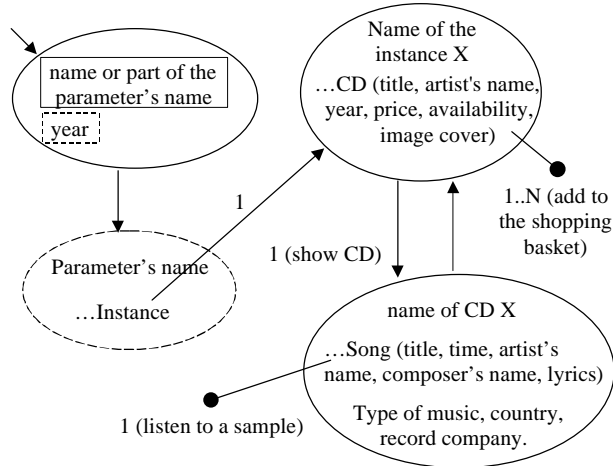 name or part of the
parameter's name
year
Name of the
instance X
…CD (title, artist's name,
year, price, availability,
image cover)
1
1..N (add to
the shopping
basket)
Parameter's name
…Instance
1 (show CD)
name of CD X
…Song (title, time, artist's
name, composer's name, lyrics)
Type of music, country,
record company.
1 (listen to a sample)